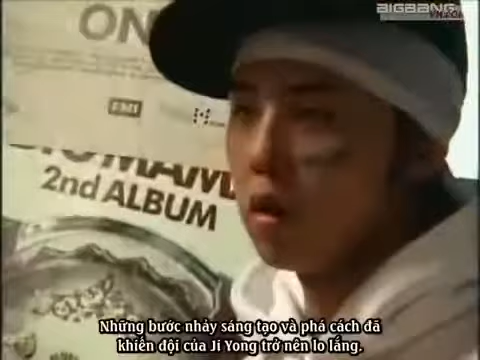 BIGBANG
ON
EMI
2nd ALBUM
Những bước nhảy sáng tạo và phá cách đã
khiến đội của Ji Yong trở nên lo lắng.